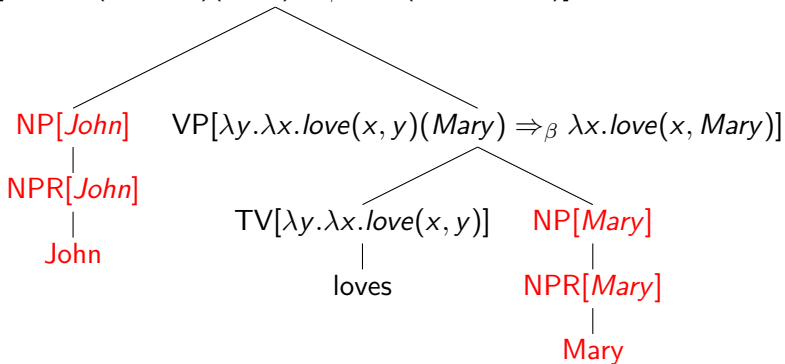 NP[John]
VP[λy.λx.love(x, y)(Mary) ⇒β λx.love(x, Mary)]
NPR[John]
TV[λy.λx.love(x, y)]
NP[Mary]
John
loves
NPR[Mary]
Mary